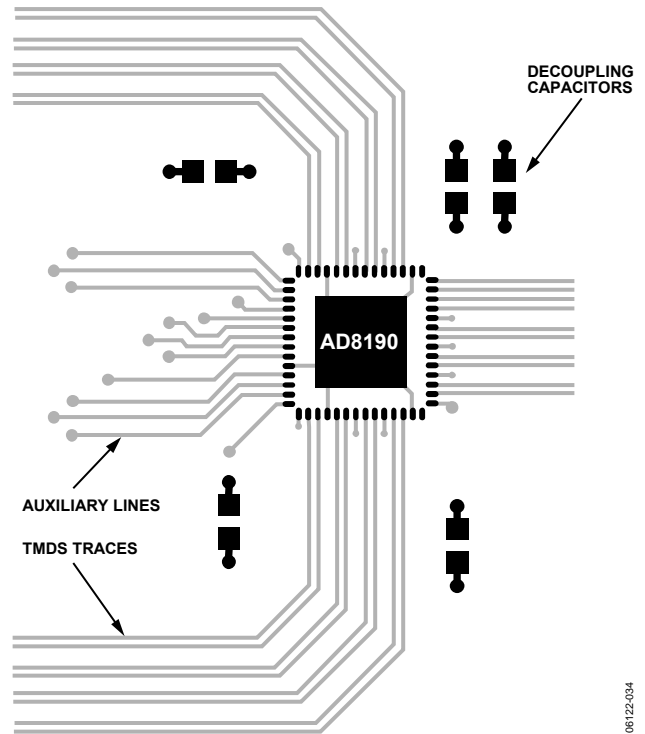 DECOUPLING
CAPACITORS
AD8190
AUXILIARY LINES
TMDS TRACES
06122-034